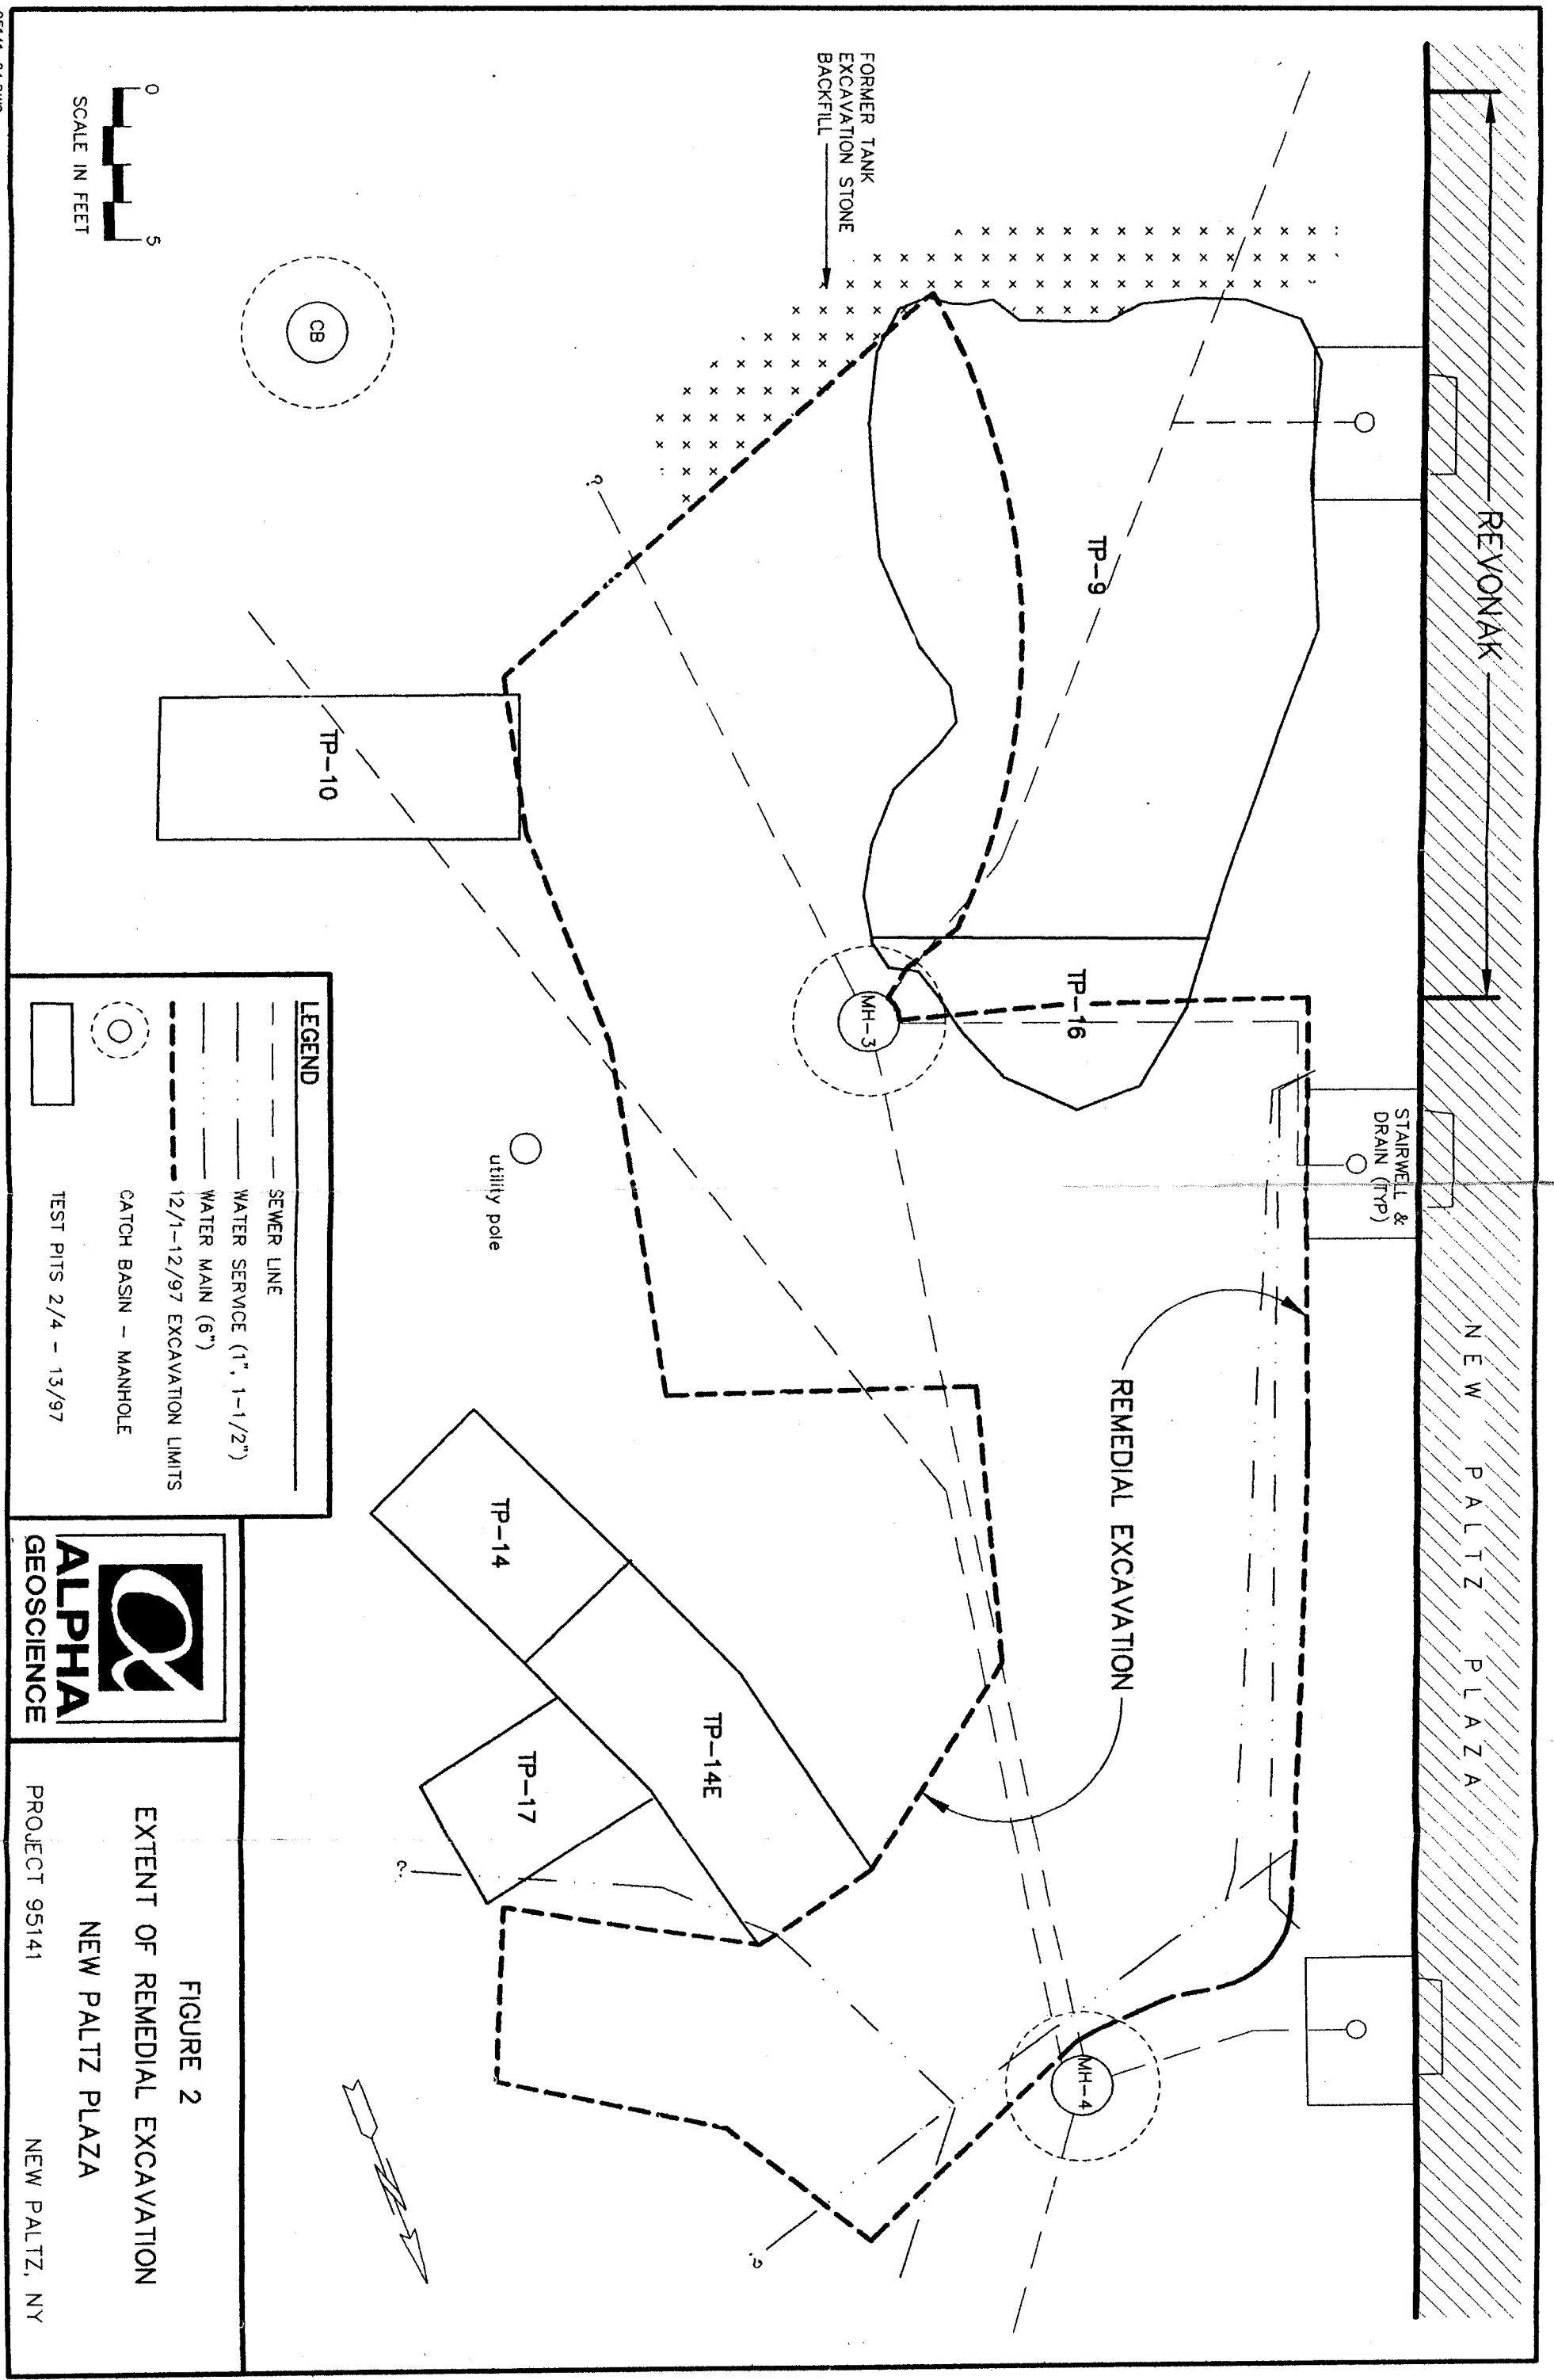 REVONAK
NEW PALTZ PLAZA
FORMER TANK
EXCAVATION STONE
BACKFILL
STAIRWELL &
DRAIN (TYP)
TP-9
TP-16
MH-3
REMEDIAL EXCAVATION
MH-4
?
TP-10
utility pole
TP-14
TP-14E
TP-17
?
?
CB
0 5
SCALE IN FEET
LEGEND
SEWER LINE
WATER SERVICE (1", 1-1/2")
WATER MAIN (6")
12/1-12/97 EXCAVATION LIMITS
CATCH BASIN - MANHOLE
TEST PITS 2/4 - 13/97
α
ALPHA
GEOSCIENCE
FIGURE 2
EXTENT OF REMEDIAL EXCAVATION
NEW PALTZ PLAZA
PROJECT 95141 NEW PALTZ, NY